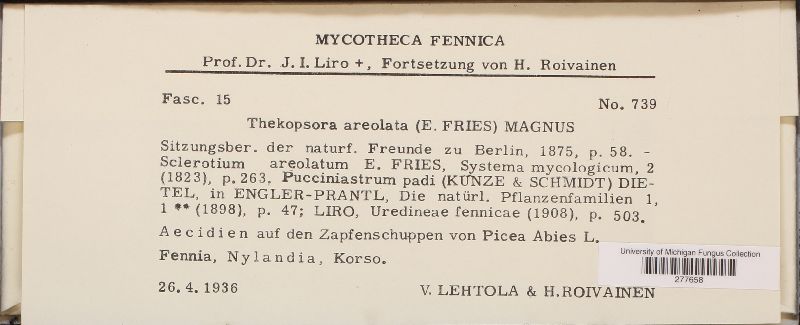 MYCOTHECA FENNICA
Prof. Dr. J. I. Liro +, Fortsetzung von H. Roivainen
Fasc. 15 No. 739
Thekopsora areolata (E. FRIES) MAGNUS
Sitzungsber. der naturf. Freunde zu Berlin, 1875, p. 58. -
Sclerotium areolatum E. FRIES, Systema mycologicum, 2
(1823), p. 263, Pucciniastrum padi (KUNZE & SCHMIDT) DIE-
TEL, in ENGLER-PRANTL, Die natürl. Pflanzenfamilien 1,
1 ** (1898), p. 47; LIRO, Uredineae fennicae (1908), p. 503.
Aecidien auf den Zapfenschuppen von Picea Abies L.
Fennia, Nylandia, Korso.
26. 4. 1936 V. LEHTOLA & H. ROIVAINEN
University of Michigan Fungus Collection
277658